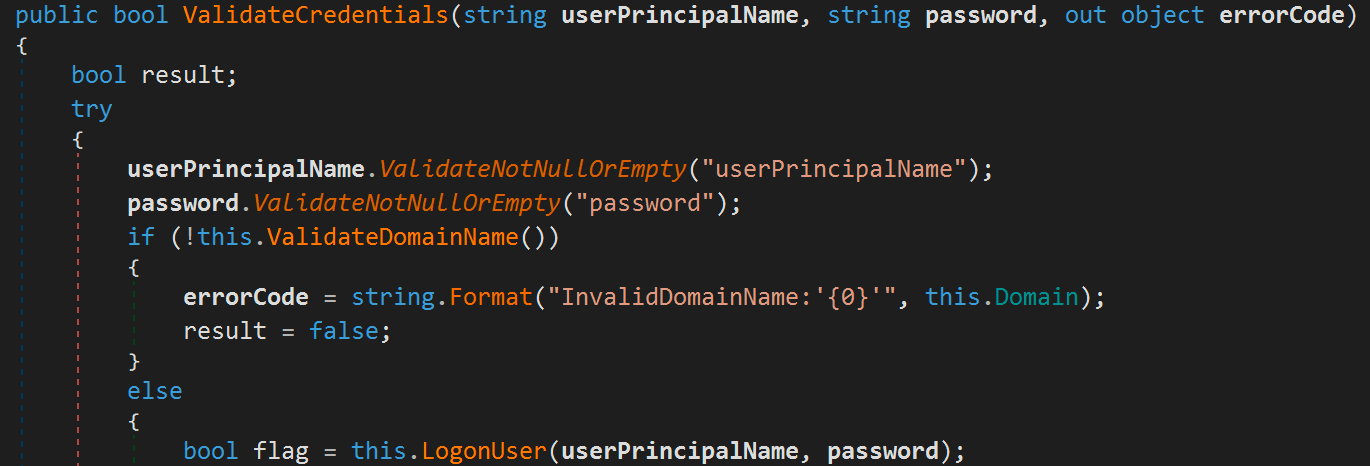 public bool ValidateCredentials(string userPrincipalName, string password, out object errorCode)
{
bool result;
try
{
userPrincipalName.ValidateNotNullOrEmpty("userPrincipalName");
password.ValidateNotNullOrEmpty("password");
if (!this.ValidateDomainName())
{
errorCode = string.Format("InvalidDomainName:'{0}'", this.Domain);
result = false;
}
else
{
bool flag = this.LogonUser(userPrincipalName, password);